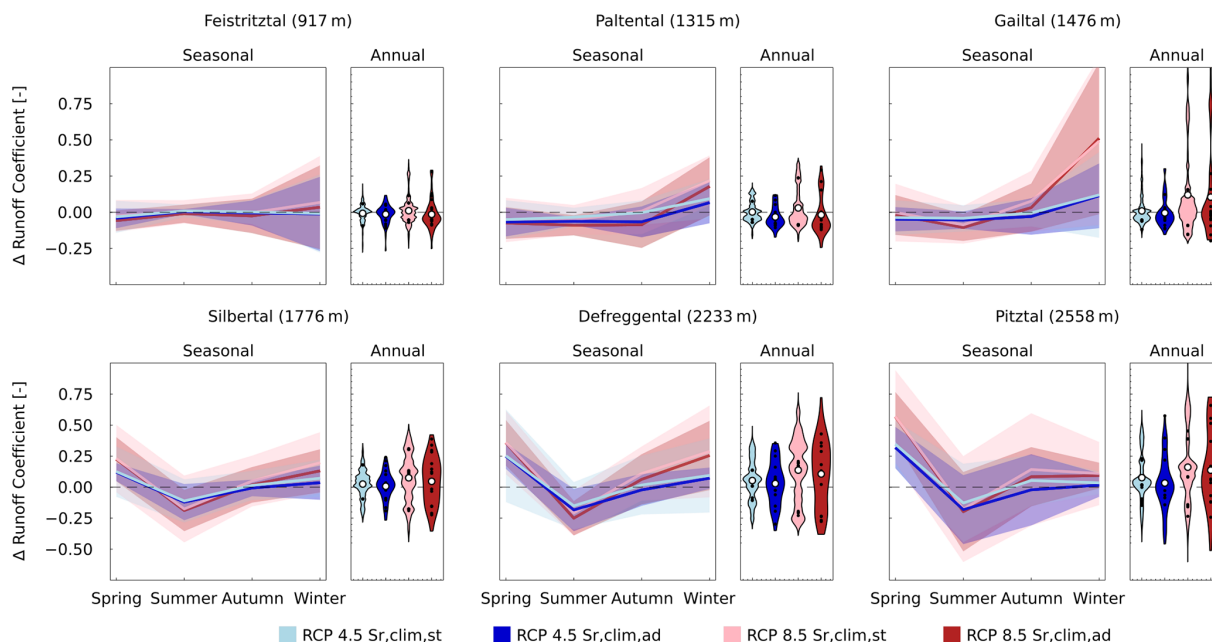 Feistritztal (917 m) Paltental (1315 m) Gailtal (1476 m)
Seasonal Annual Seasonal Annual Seasonal Annual
Δ Runoff Coefficient [-]
0.75
0.50
0.25
0.00
−0.25
Silbertal (1776 m) Defreggental (2233 m) Pitztal (2558 m)
Seasonal Annual Seasonal Annual Seasonal Annual
Δ Runoff Coefficient [-]
0.75
0.50
0.25
0.00
−0.25
−0.50
Spring Summer Autumn Winter Spring Summer Autumn Winter Spring Summer Autumn Winter
RCP 4.5 Sr,clim,st RCP 4.5 Sr,clim,ad RCP 8.5 Sr,clim,st RCP 8.5 Sr,clim,ad